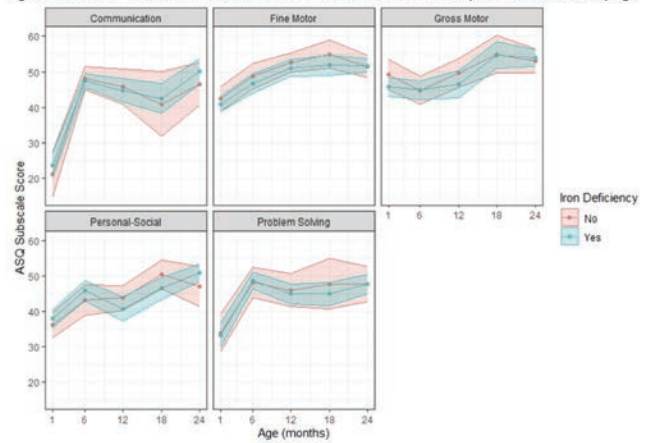 Communication
Fine Motor
Gross Motor
60
50
40
30
20
Personal-Social
Problem Solving
60
50
40
30
20
1 6 12 18 24
1 6 12 18 24
1 6 12 18 24
ASQ Subscale Score
Age (months)
Iron Deficiency
No
Yes